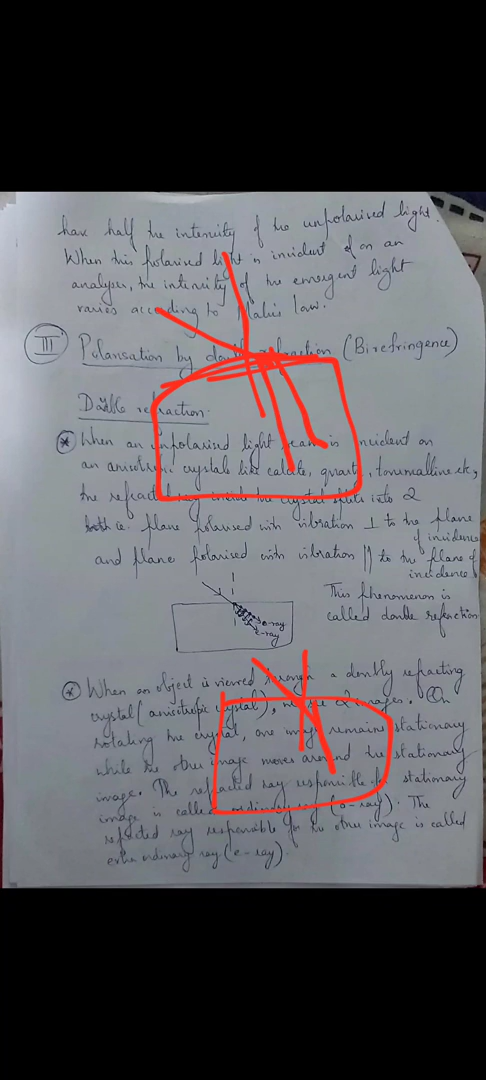 have half the intensity of the unpolarised light.
When this polarised light is incident of on an
analyser, the intensity of the emergent light
varies according to Malus law.
III Polarisation by double refraction (Birefringence)
Double refraction.
* When an unpolarised light beam is incident on
an anisotropic crystals like calcite, quartz, tourmalline etc,
the refracted ray inside the crystal splits into 2
ie. plane polarised with vibration ⊥ to the plane
of incidence
and plane polarised with vibration || to the plane of
incidence
This phenomenon is
called double refraction
o-ray
e-ray
* When an object is viewed through a doubly refracting
crystal (anisotropic crystal), we see 2 images. On
rotating the crystal, one image remains stationary
while the other image moves around the stationary
image. The refracted ray responsible for stationary
image is called ordinary ray (o-ray). The
refracted ray responsible for the other image is called
extra ordinary ray (e-ray).